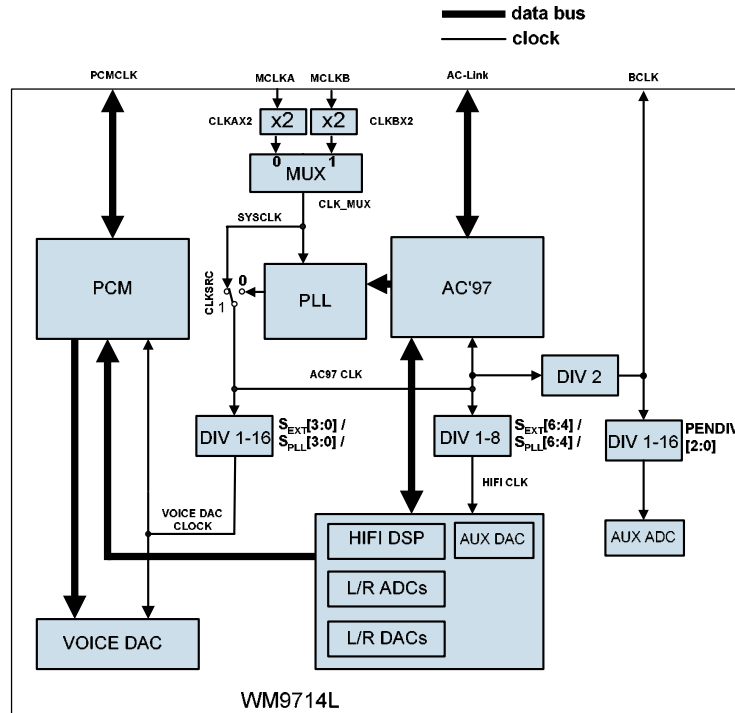 data bus
clock
PCMCLK
MCLKA
MCLKB
AC-Link
BCLK
CLKAX2
x2
x2
CLKBX2
0
1
MUX
CLK_MUX
SYSCLK
PCM
CLKSRC
0
1
PLL
AC'97
AC97 CLK
DIV 2
DIV 1-16
SEXT[3:0] /
SPLL[3:0] /
DIV 1-8
SEXT[6:4] /
SPLL[6:4] /
DIV 1-16
PENDIV
[2:0]
HIFI CLK
VOICE DAC
CLOCK
HIFI DSP
AUX DAC
AUX ADC
L/R ADCs
L/R DACs
VOICE DAC
WM9714L